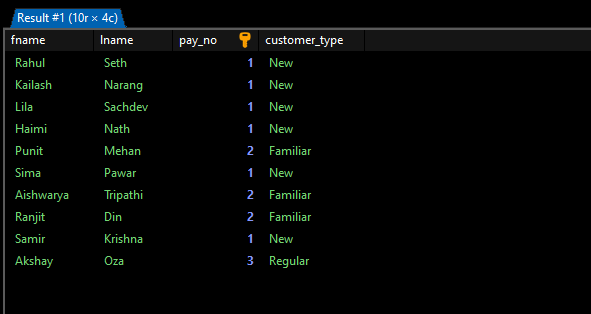 Result #1 (10r × 4c)
fname lname pay_no customer_type
Rahul Seth 1 New
Kailash Narang 1 New
Lila Sachdev 1 New
Haimi Nath 1 New
Punit Mehan 2 Familiar
Sima Pawar 1 New
Aishwarya Tripathi 2 Familiar
Ranjit Din 2 Familiar
Samir Krishna 1 New
Akshay Oza 3 Regular